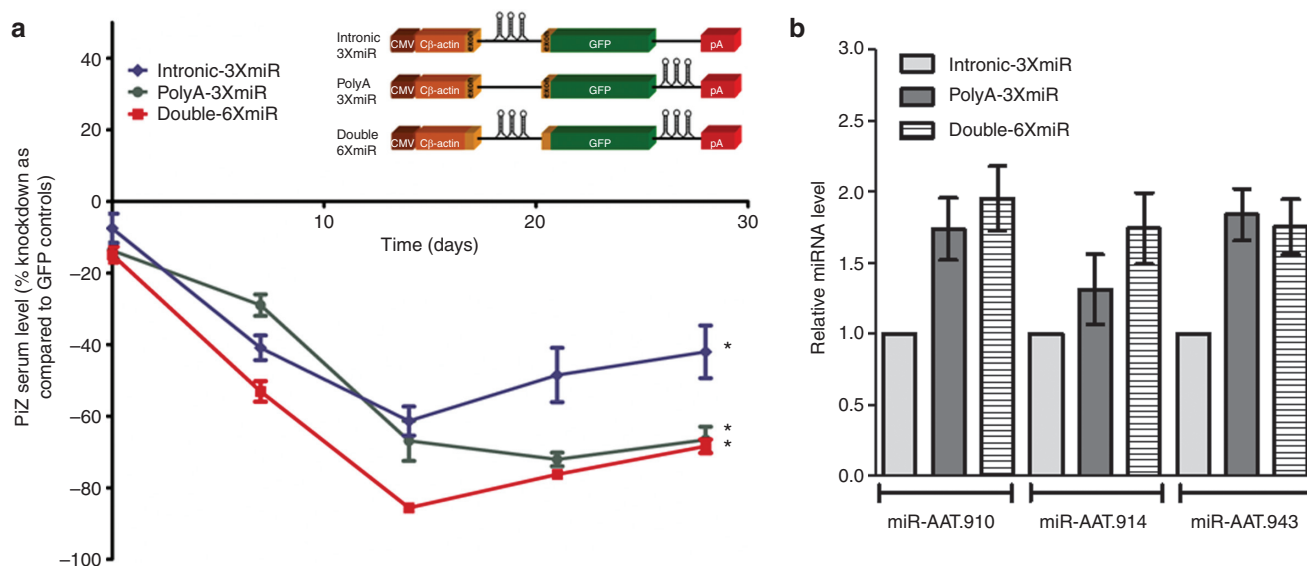 a
PiZ serum level (% knockdown as
compared to GFP controls)
40
20
0
–20
–40
–60
–80
–100
10
20
30
Time (days)
Intronic-3XmiR
PolyA-3XmiR
Double-6XmiR
*
*
*
Intronic
3XmiR
CMV
Cβ-actin
exon
exon
GFP
pA
PolyA
3XmiR
CMV
Cβ-actin
exon
exon
GFP
pA
Double
6XmiR
CMV
Cβ-actin
GFP
pA
b
Relative miRNA level
3.0
2.5
2.0
1.5
1.0
0.5
0.0
Intronic-3XmiR
PolyA-3XmiR
Double-6XmiR
miR-AAT.910
miR-AAT.914
miR-AAT.943